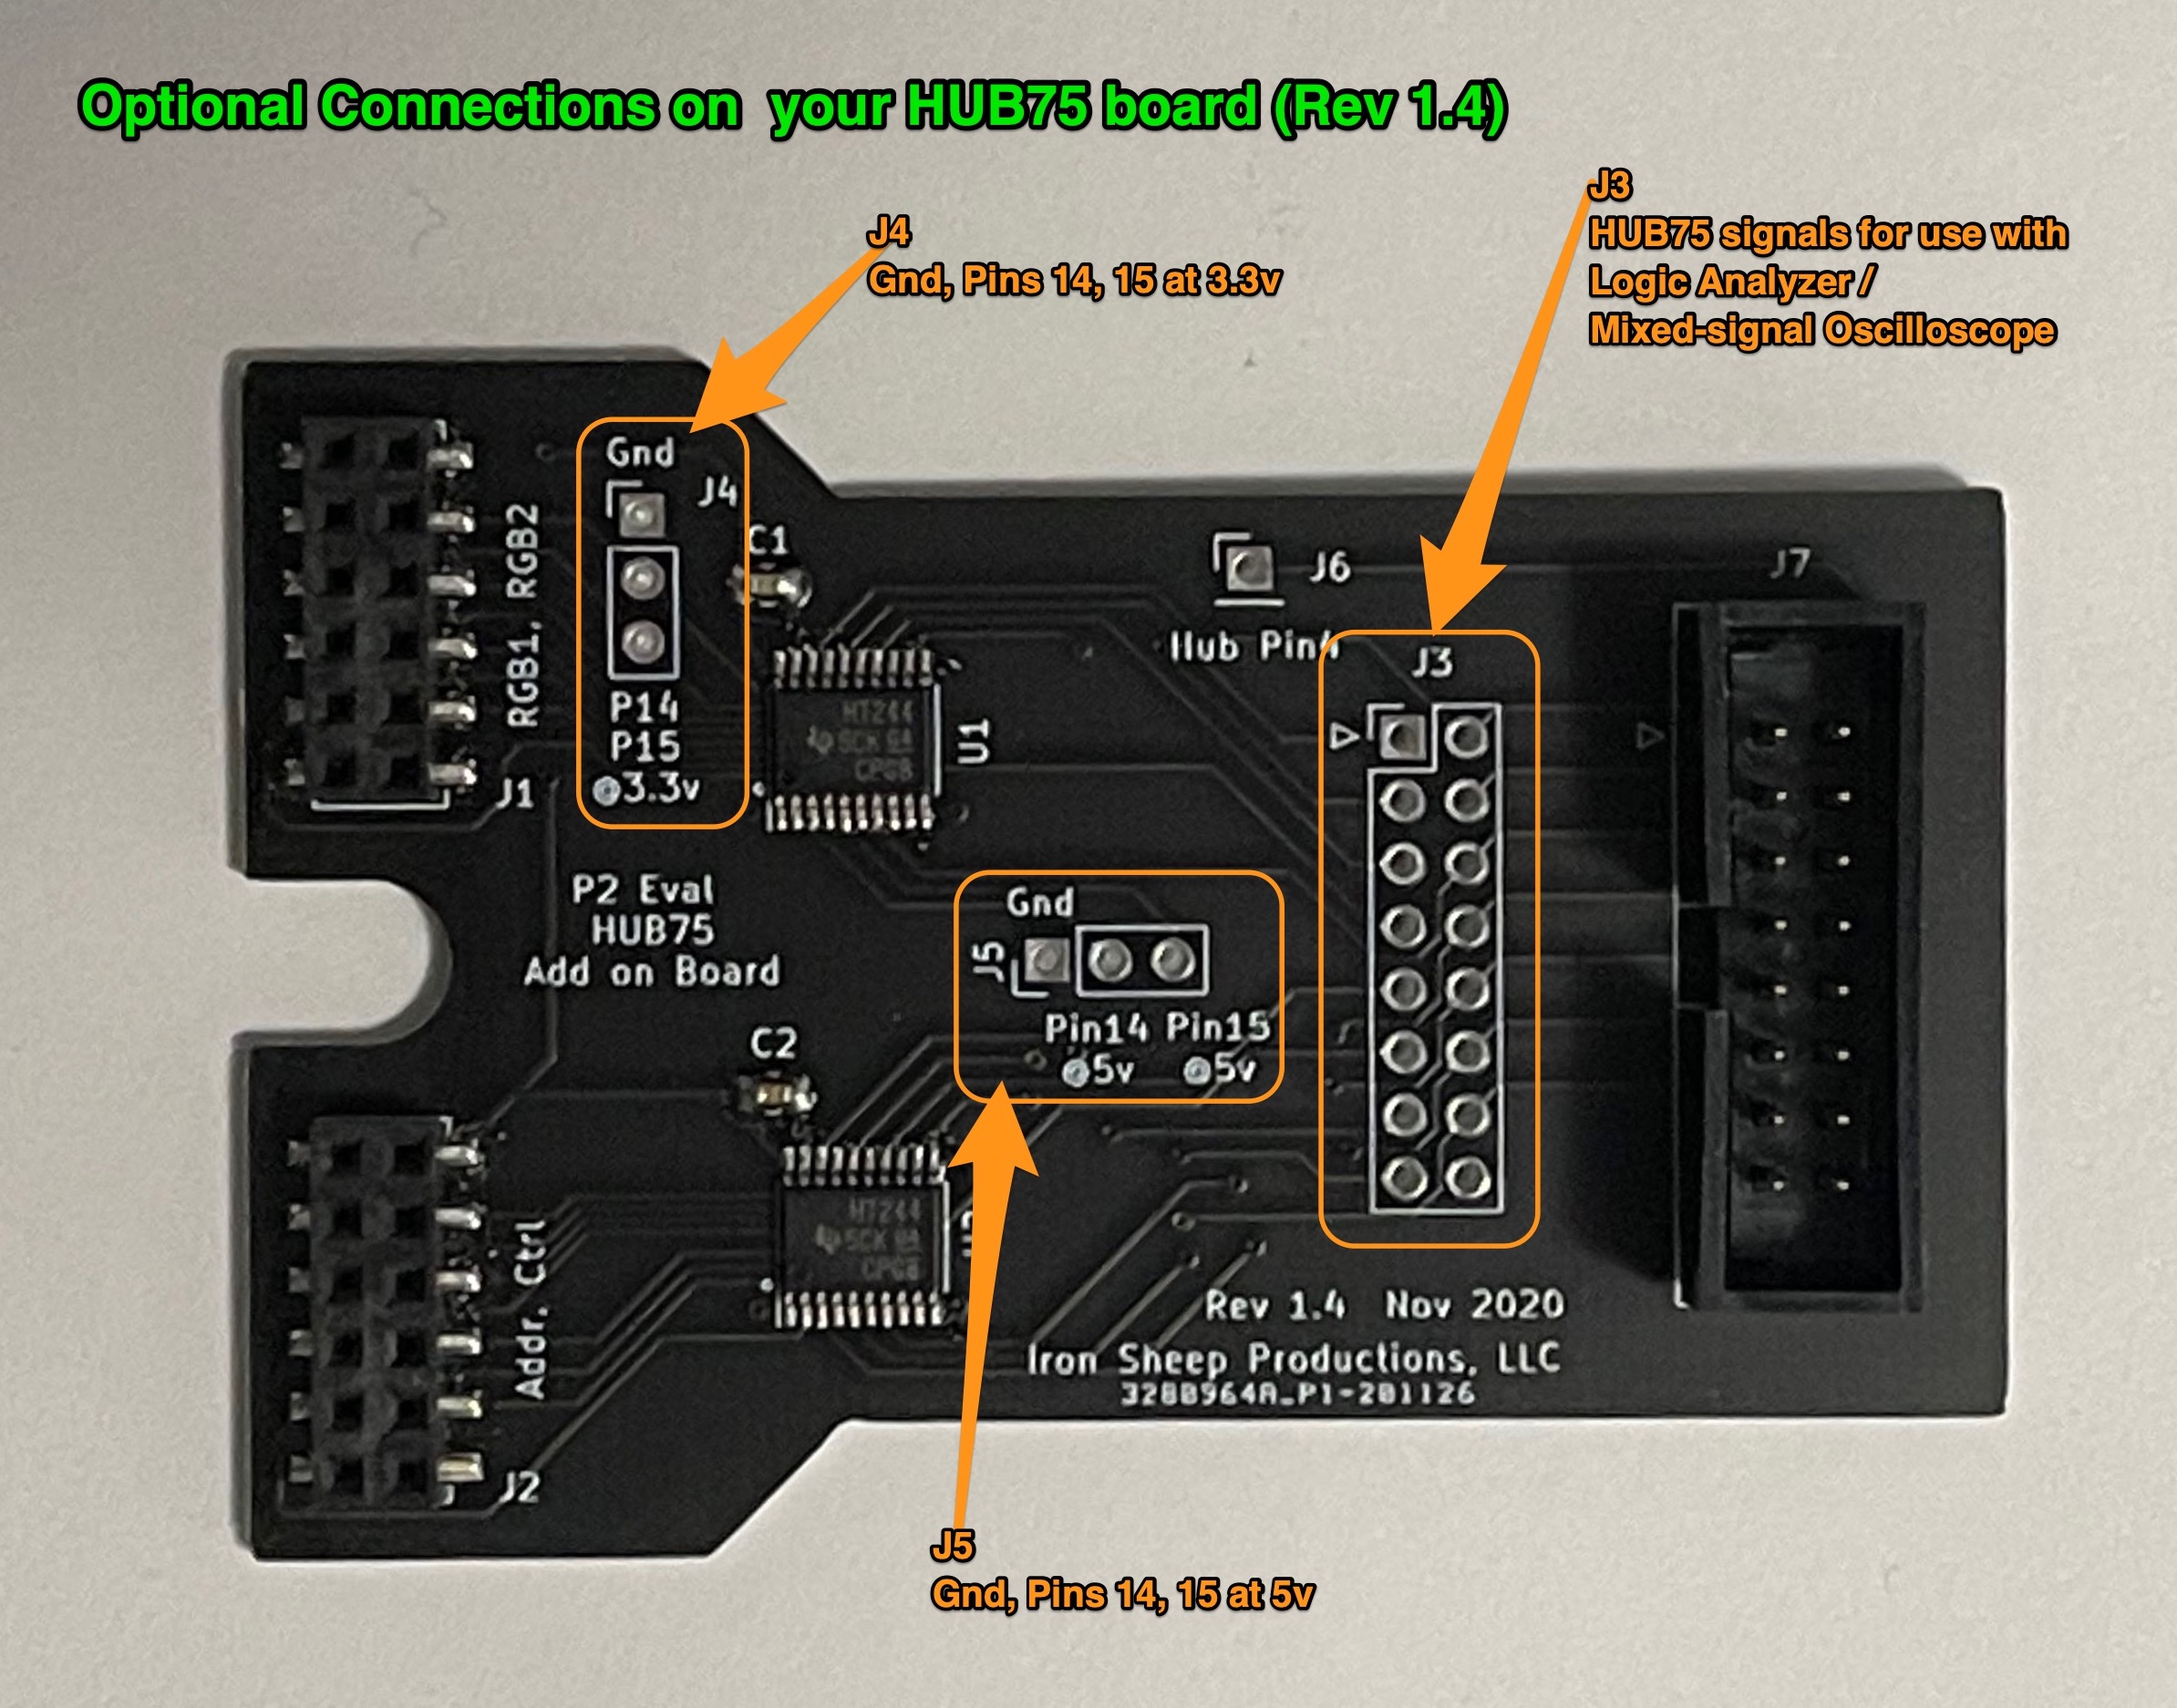 Optional Connections on  your HUB75 board (Rev 1.4)
J4
Gnd, Pins 14, 15 at 3.3v
J3
HUB75 signals for use with
Logic Analyzer /
Mixed-signal Oscilloscope
Gnd
J4
C1
RGB1, RGB2
P14
P15
@3.3v
J1
HT244
SCK
U1
J6
Hub Pin4
J3
J7
P2 Eval
HUB75
Add on Board
Gnd
J5
Pin14 Pin15
@5v @5v
C2
HT244
SCK
Addr. Ctrl
J2
Rev 1.4 Nov 2020
Iron Sheep Productions, LLC
3280964A_P1-201126
J5
Gnd, Pins 14, 15 at 5v